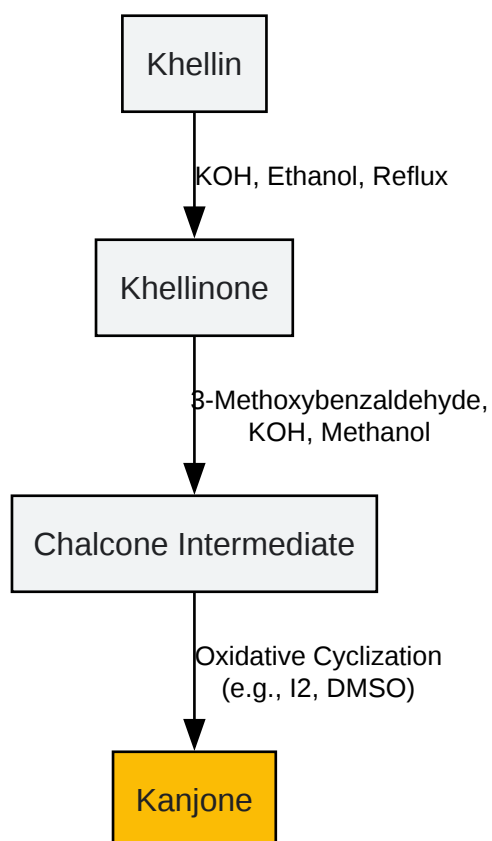 Khellin
KOH, Ethanol, Reflux
Khellinone
3-Methoxybenzaldehyde,
KOH, Methanol
Chalcone Intermediate
Oxidative Cyclization
(e.g., I2, DMSO)
Kanjone